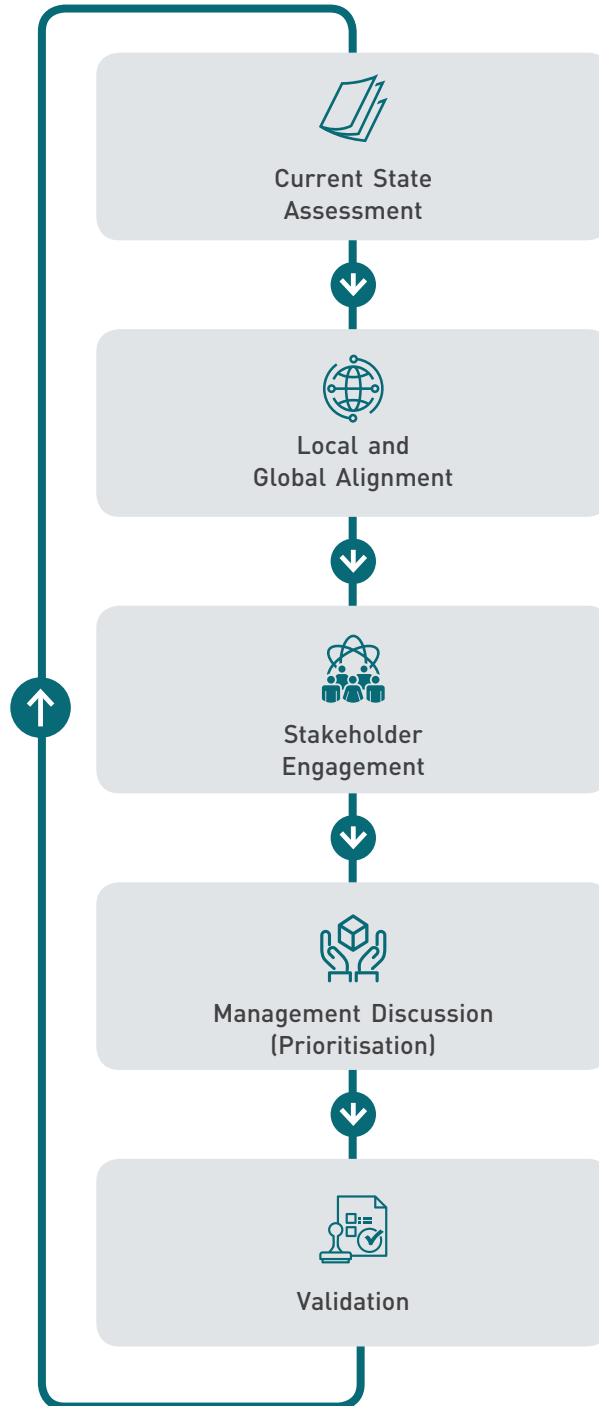 Current State
Assessment
Local and
Global Alignment
Stakeholder
Engagement
Management Discussion
(Prioritisation)
Validation